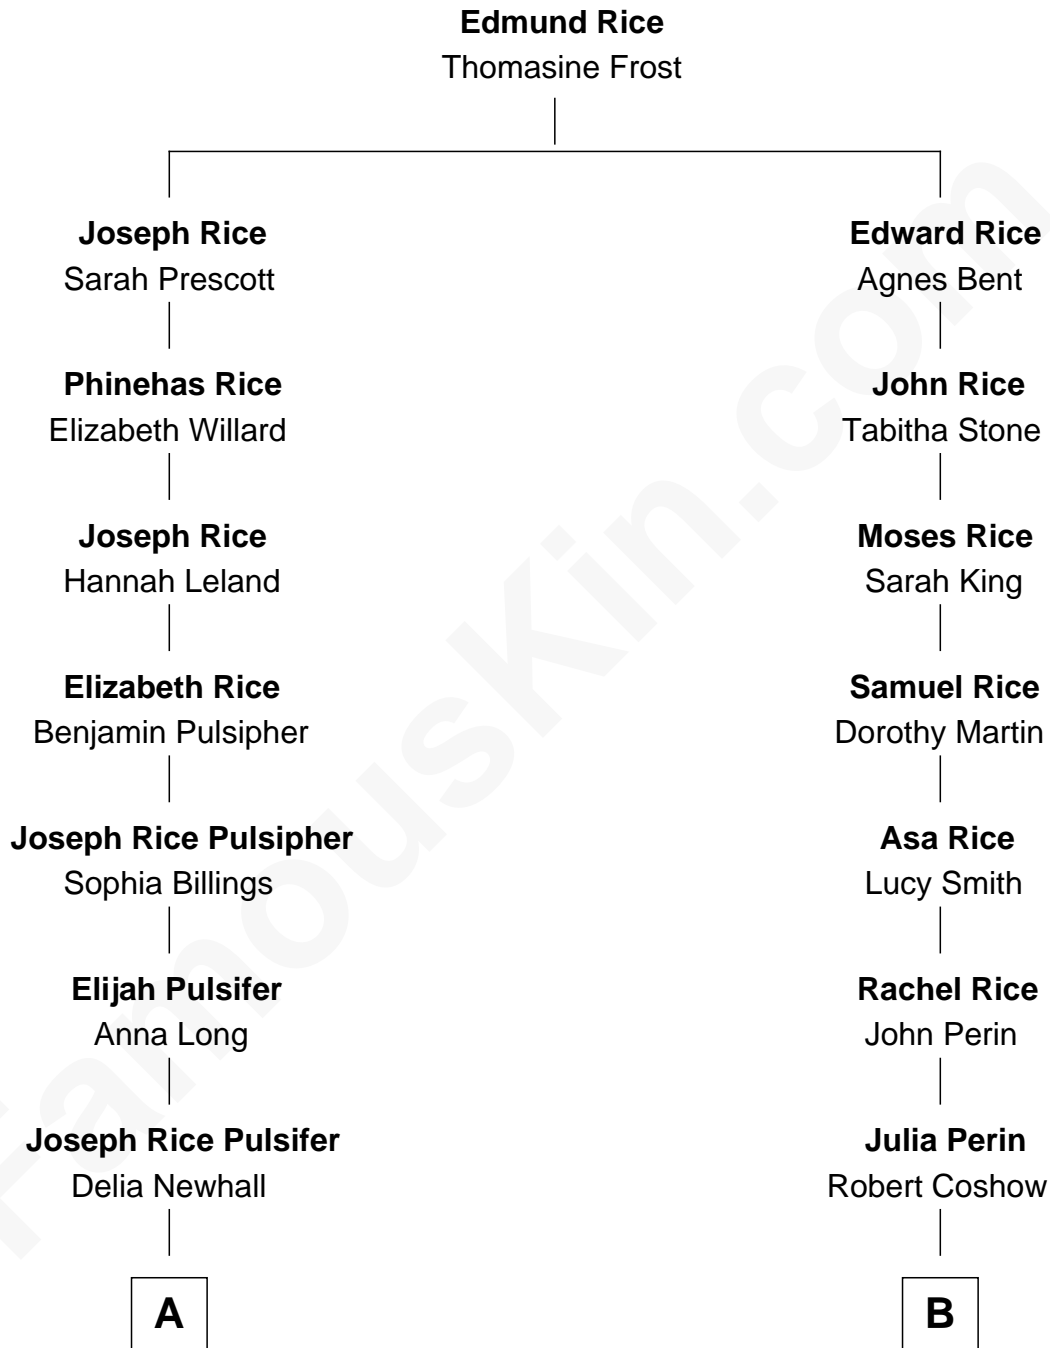 Edmund Rice
Thomasine Frost
Joseph Rice
Sarah Prescott
Edward Rice
Agnes Bent
Phinehas Rice
Elizabeth Willard
John Rice
Tabitha Stone
Joseph Rice
Hannah Leland
Moses Rice
Sarah King
Elizabeth Rice
Benjamin Pulsipher
Samuel Rice
Dorothy Martin
Joseph Rice Pulsipher
Sophia Billings
Asa Rice
Lucy Smith
Elijah Pulsifer
Anna Long
Rachel Rice
John Perin
Joseph Rice Pulsifer
Delia Newhall
Julia Perin
Robert Coshow
A
B
FamousKin.com